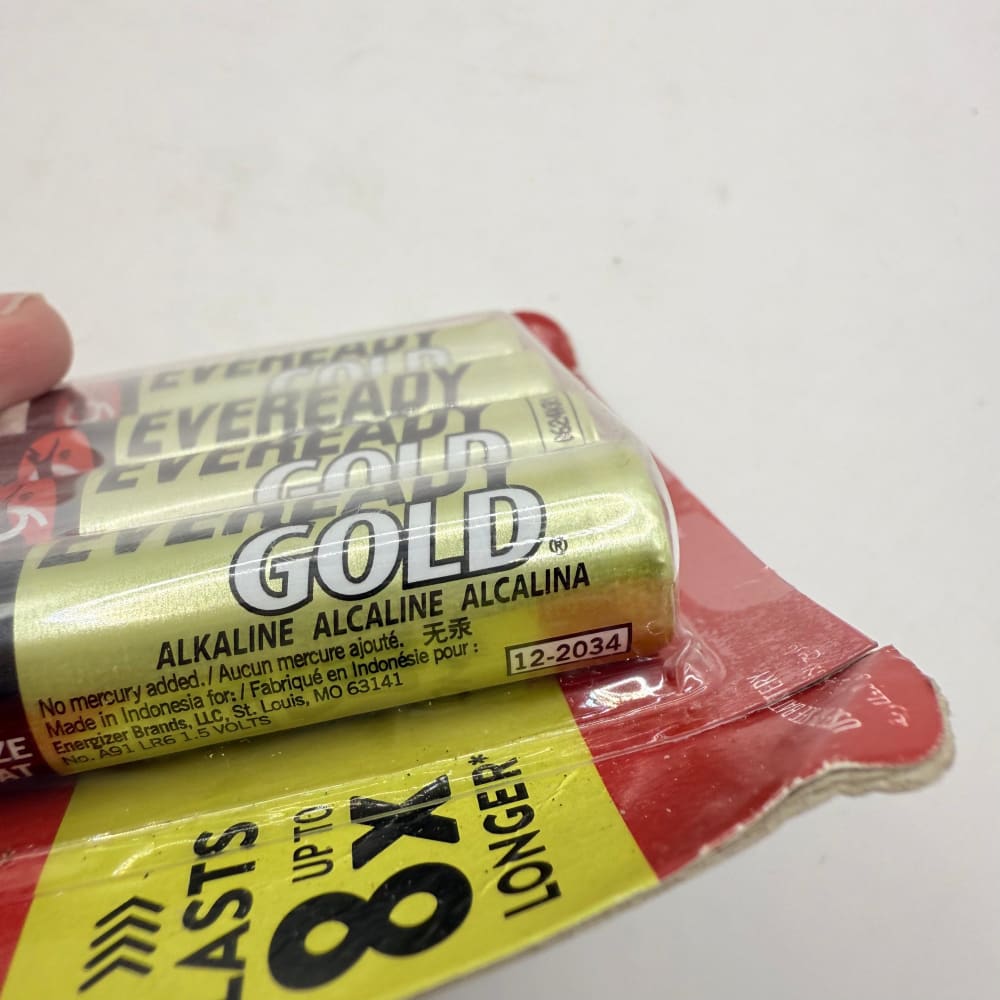 EVEREADY
GOLD
EVEREADY
062400
EVEREADY
GOLD
EVEREADY
GOLD®
ALKALINE ALCALINE ALCALINA
No mercury added. / Aucun mercure ajouté. 无汞
Made in Indonesia for: / Fabriqué en Indonésie pour :
Energizer Brands, LLC, St. Louis, MO 63141
No. A91 LR6 1.5 VOLTS
12-2034
LASTS
UP TO
8X
LONGER*